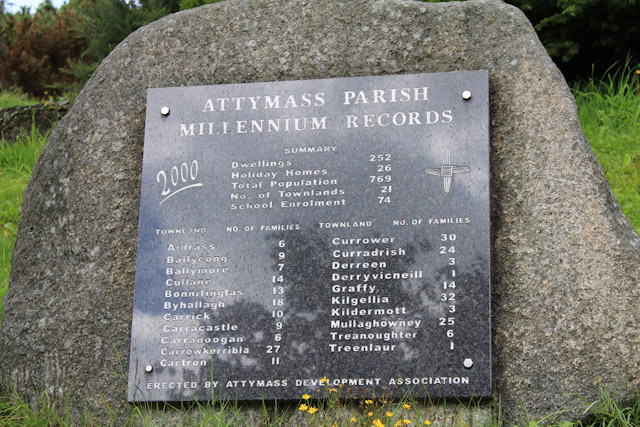 ATTYMASS PARISH
MILLENNIUM RECORDS
2000
SUMMARY
Dwellings 252
Holiday Homes 26
Total Population 769
No. of Townlands 21
School Enrolment 74
TOWNLAND NO. OF FAMILIES
Ardrass 6
Bailycong 9
Ballymore 7
Cullane 14
Bonnifinglas 13
Byhallagh 18
Carrick 10
Carracastle 9
Carradoogan 6
Carrowkerribla 27
Cartron 11
TOWNLAND NO. OF FAMILIES
Currower 30
Curradrish 24
Derreen 3
Derryvicneill 1
Graffy 14
Kilgellia 32
Kildermott 3
Mullaghowney 25
Treanoughter 6
Treenlaur 1
ERECTED BY ATTYMASS DEVELOPMENT ASSOCIATION